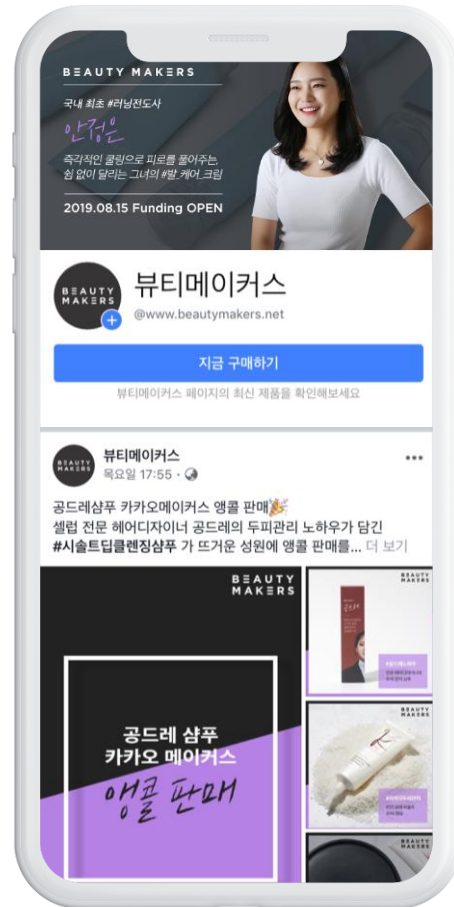 BEAUTY MAKERS
국내 최초 #러닝전도사
안정은
즉각적인 쿨링으로 피로를 풀어주는,
쉼 없이 달리는 그녀의 #발_케어_크림
2019.08.15 Funding OPEN
BEAUTY
MAKERS
뷰티메이커스
@www.beautymakers.net
지금 구매하기
뷰티메이커스 페이지의 최신 제품을 확인해보세요
BEAUTY
MAKERS
뷰티메이커스
목요일 17:55 ·
공드레샴푸 카카오메이커스 앵콜 판매🎉
셀럽 전문 헤어디자이너 공드레의 두피관리 노하우가 담긴
#시솔트딥클렌징샴푸 가 뜨거운 성원에 앵콜 판매를... 더 보기
BEAUTY
MAKERS
공드레 샴푸
카카오 메이커스
앵콜 판매
BEAUTY
MAKERS
공드레
BEAUTY
MAKERS
BEAUTY
MAKERS